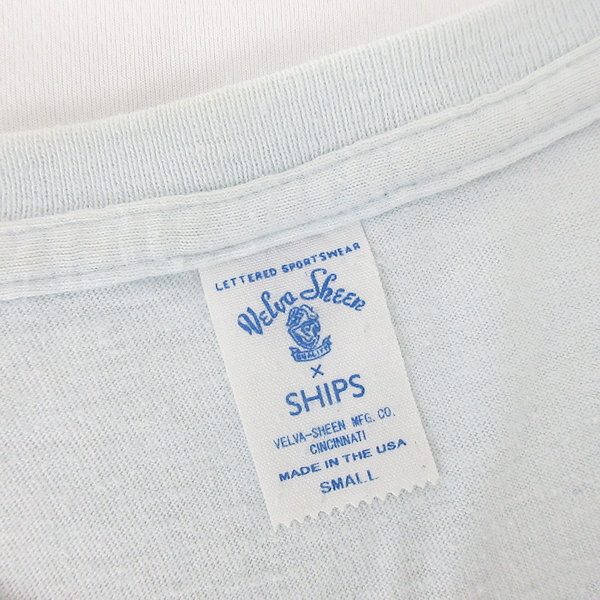 LETTERED SPORTSWEAR
Velva Sheen
QUALITY
×
SHIPS
VELVA-SHEEN MFG. CO.
CINCINNATI
MADE IN THE USA
SMALL